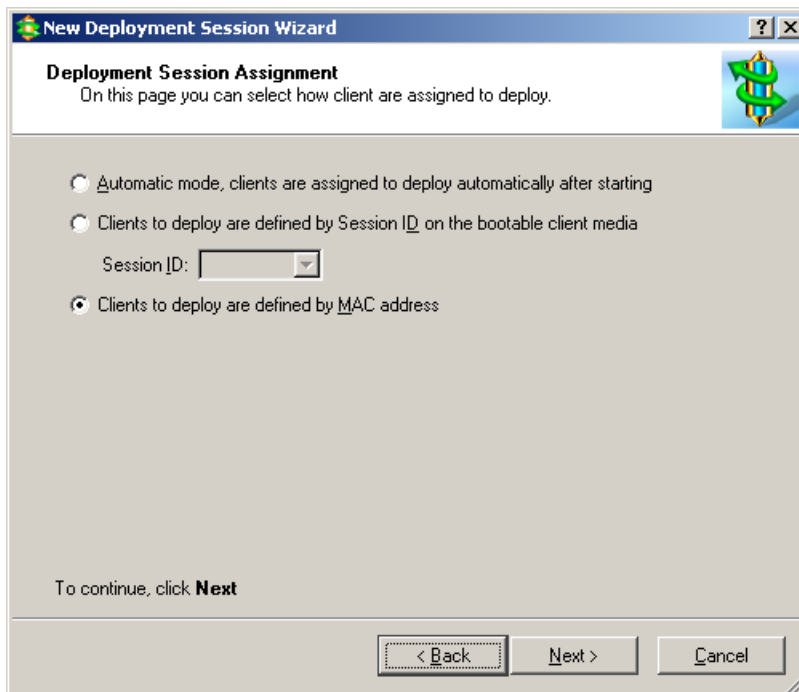 New Deployment Session Wizard
Deployment Session Assignment
On this page you can select how client are assigned to deploy.
Automatic mode, clients are assigned to deploy automatically after starting
Clients to deploy are defined by Session ID on the bootable client media
Session ID:
Clients to deploy are defined by MAC address
To continue, click Next
< Back Next > Cancel